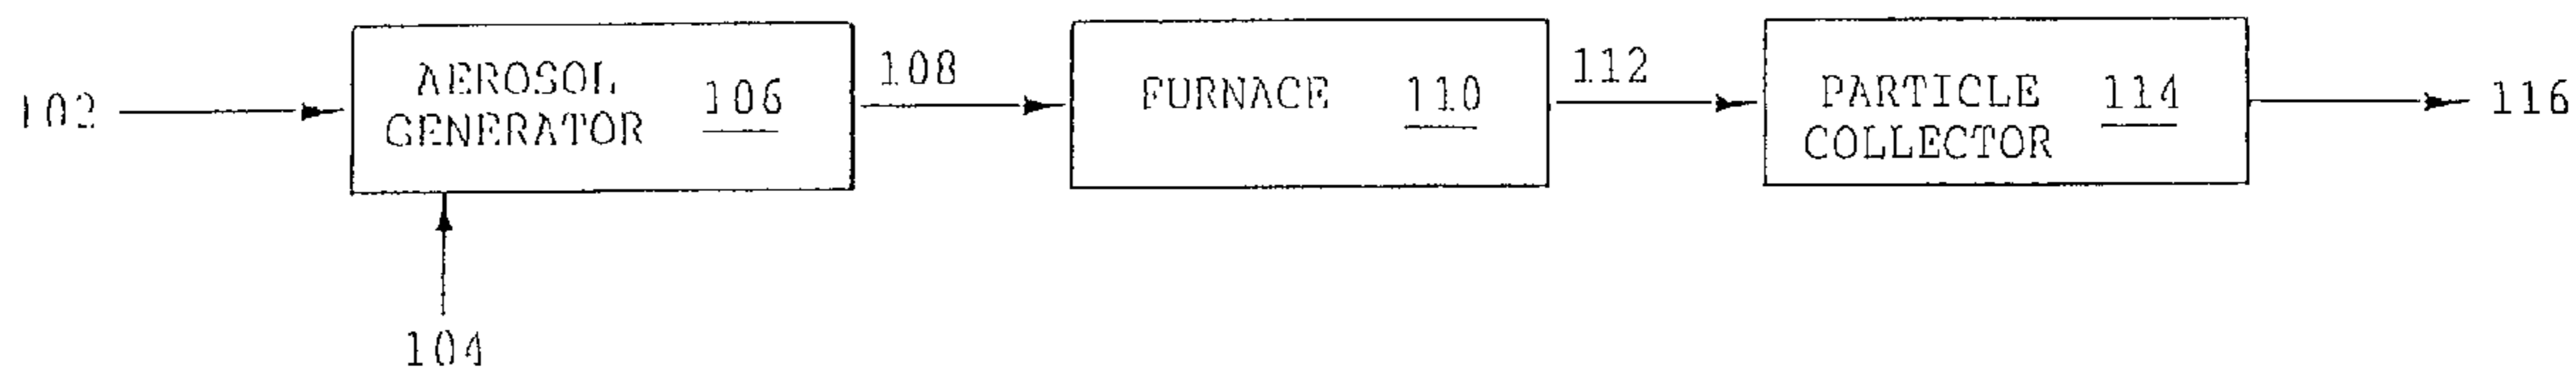 102
AEROSOL
GENERATOR
106
108
FURNACE
110
112
PARTICLE
COLLECTOR
114
116
104